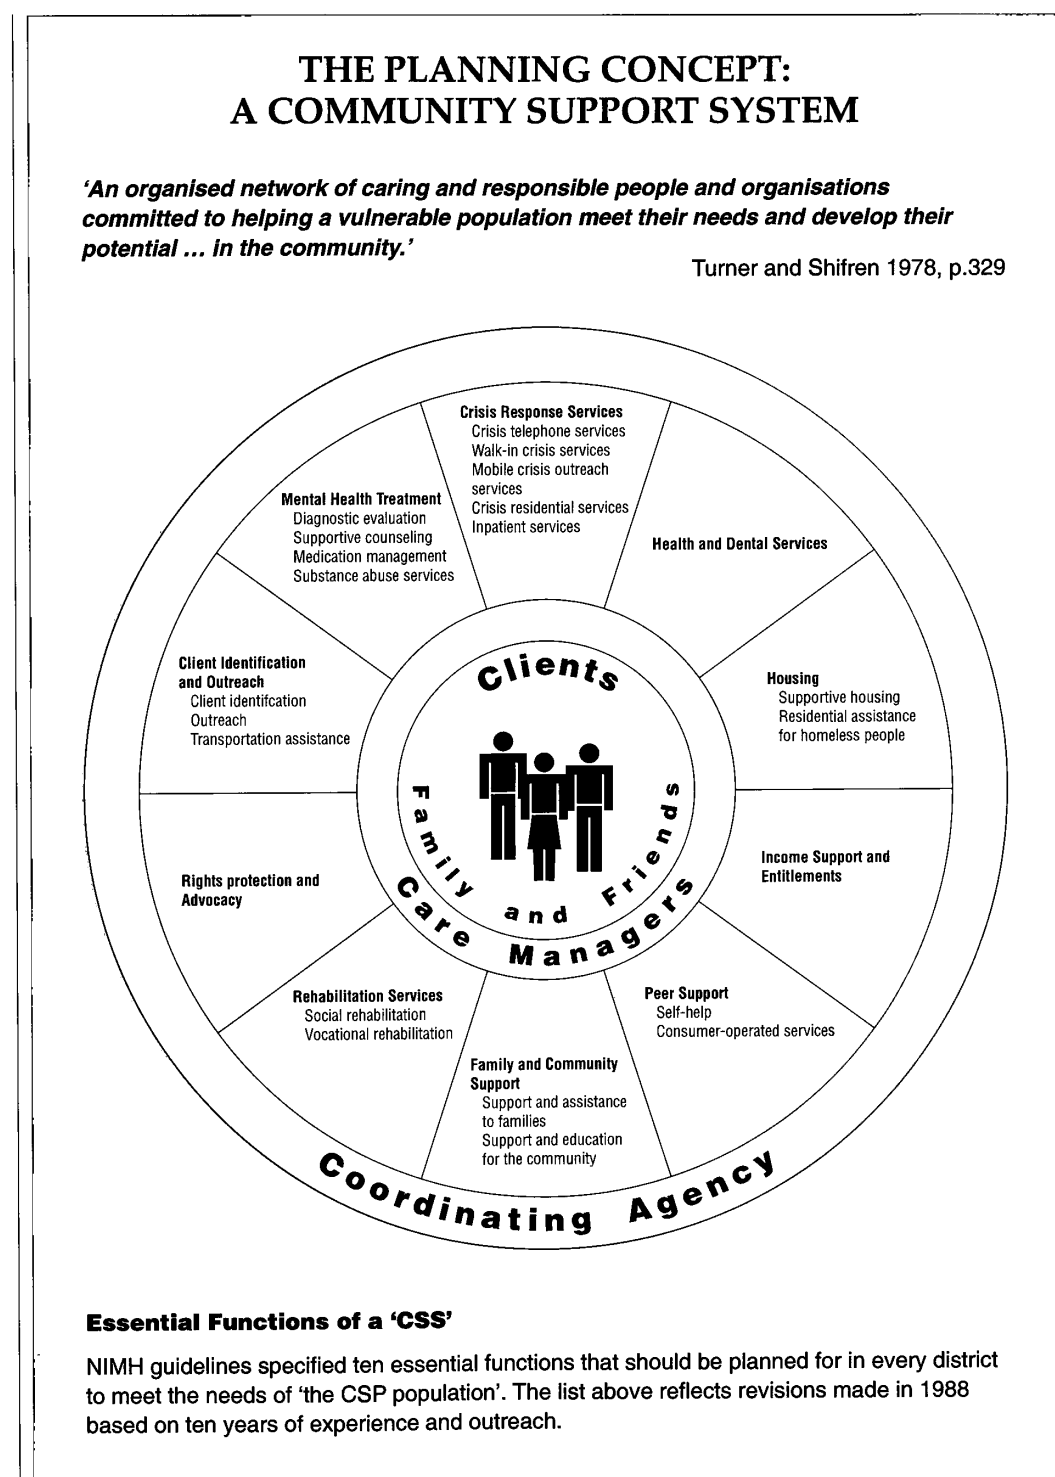 THE PLANNING CONCEPT:
A COMMUNITY SUPPORT SYSTEM
‘An organised network of caring and responsible people and organisations
committed to helping a vulnerable population meet their needs and develop their
potential ... in the community.’
Turner and Shifren 1978, p.329
Crisis Response Services
Crisis telephone services
Walk-in crisis services
Mobile crisis outreach
services
Crisis residential services
Inpatient services
Mental Health Treatment
Diagnostic evaluation
Supportive counseling
Medication management
Substance abuse services
Health and Dental Services
Client Identification
and Outreach
Client identifcation
Outreach
Transportation assistance
Housing
Supportive housing
Residential assistance
for homeless people
Clients
Family and Friends
Care Managers
Rights protection and
Advocacy
Income Support and
Entitlements
Rehabilitation Services
Social rehabilitation
Vocational rehabilitation
Peer Support
Self-help
Consumer-operated services
Family and Community
Support
Support and assistance
to families
Support and education
for the community
Coordinating Agency
Essential Functions of a ‘CSS’
NIMH guidelines specified ten essential functions that should be planned for in every district
to meet the needs of ‘the CSP population’. The list above reflects revisions made in 1988
based on ten years of experience and outreach.